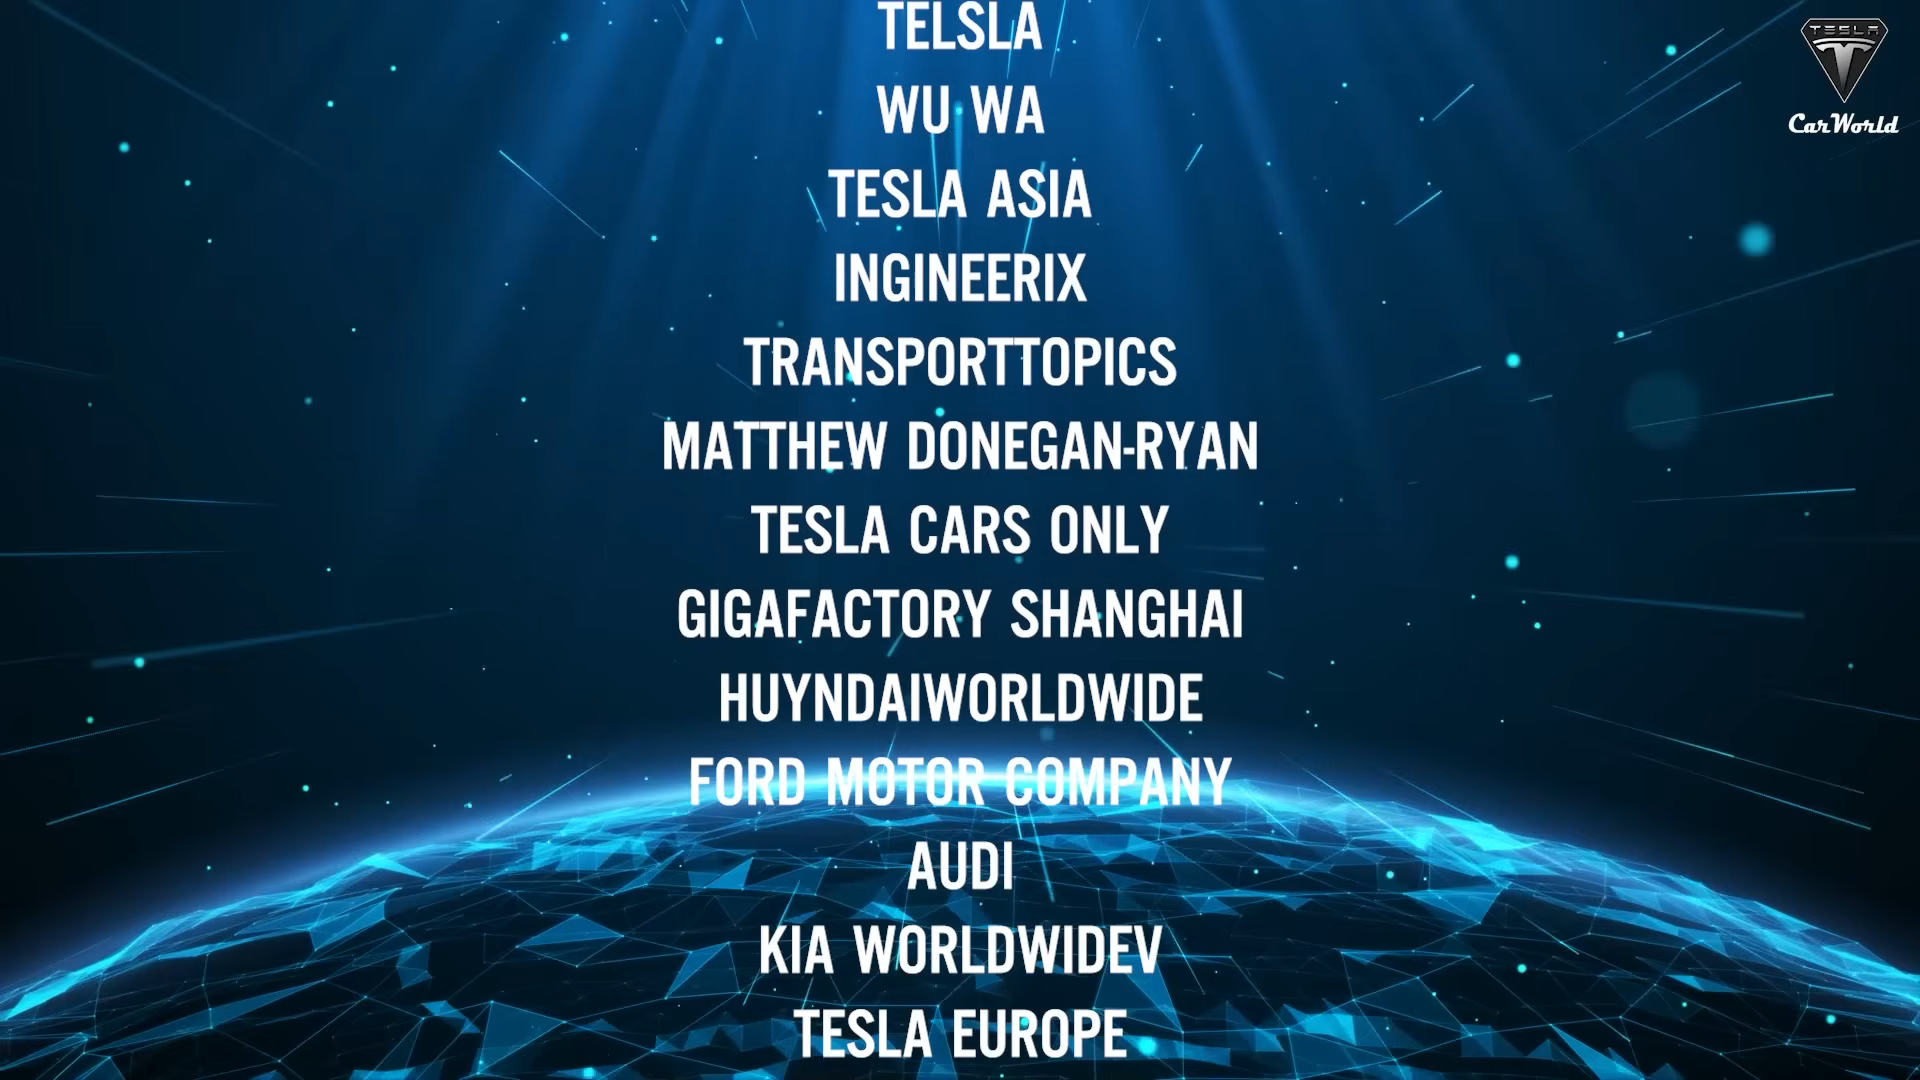 TELSLA
TESLA
CarWorld
WU WA
TESLA ASIA
INGINEERIX
TRANSPORTTOPICS
MATTHEW DONEGAN-RYAN
TESLA CARS ONLY
GIGAFACTORY SHANGHAI
HUYNDAIWORLDWIDE
FORD MOTOR COMPANY
AUDI
KIA WORLDWIDEV
TESLA EUROPE